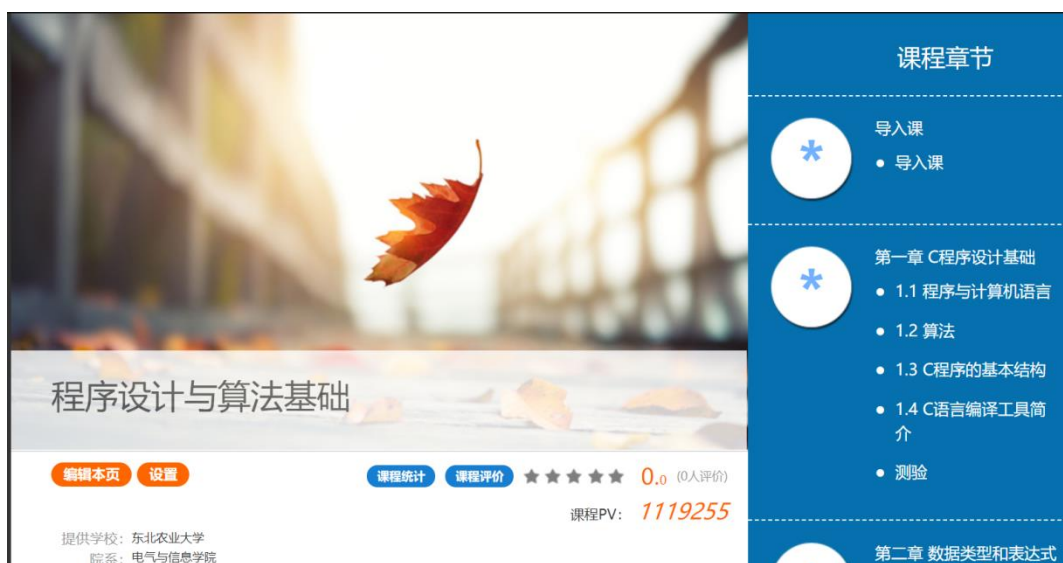 程序设计与算法基础
编辑本页 设置 课程统计 课程评价 0.0 (0人评价)
课程PV: 1119255
提供学校: 东北农业大学
院系: 电气与信息学院
课程章节
导入课
导入课
第一章 C程序设计基础
1.1 程序与计算机语言
1.2 算法
1.3 C程序的基本结构
1.4 C语言编译工具简
介
测验
第二章 数据类型和表达式